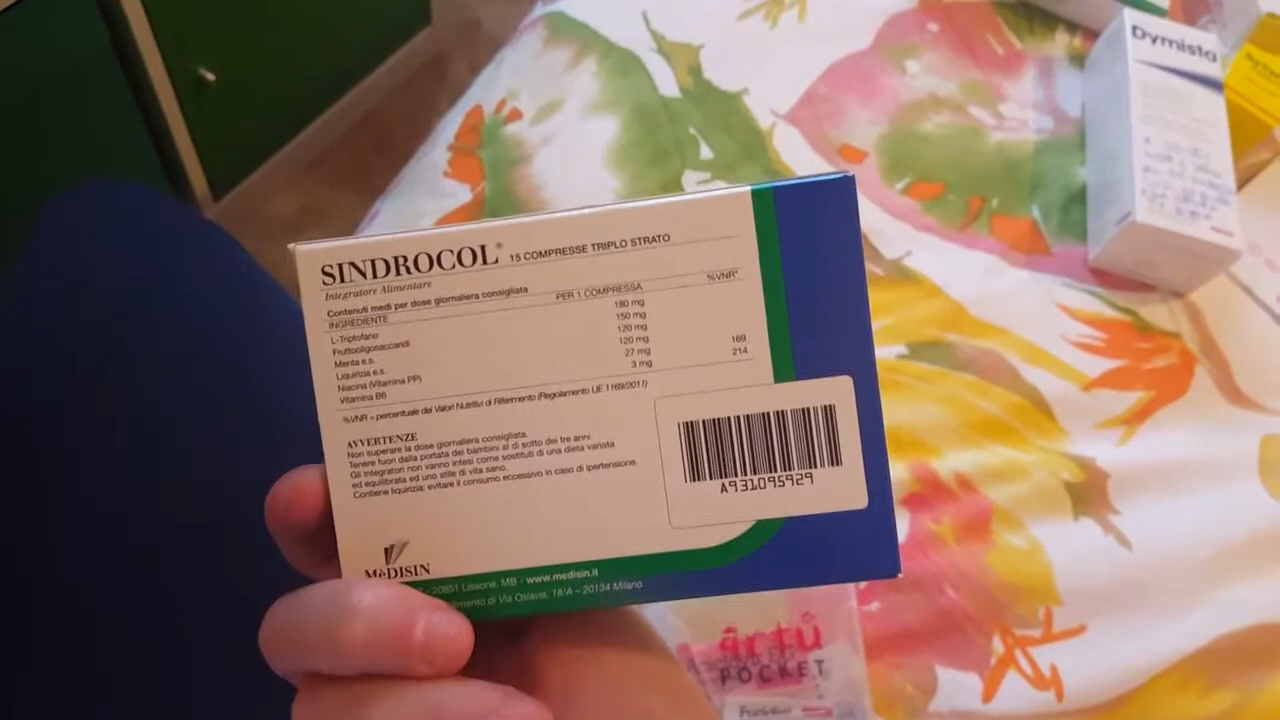 Dymista
SINDROCOL® 15 COMPRESSE TRIPLO STRATO
Integratore Alimentare
Contenuti medi per dose giornaliera consigliata
INGREDIENTE PER 1 COMPRESSA %VNR*
L-Triptofano 180 mg
Fruttooligosaccaridi 150 mg
Menta e.s. 120 mg
Liquirizia e.s. 120 mg
Niacina (Vitamina PP) 27 mg 169
Vitamina B6 3 mg 214
%VNR = percentuale dei Valori Nutritivi di Riferimento (Regolamento UE 1169/2011)
AVVERTENZE
Non superare la dose giornaliera consigliata.
Tenere fuori dalla portata dei bambini al di sotto dei tre anni.
Gli integratori non vanno intesi come sostituti di una dieta variata
ed equilibrata ed uno stile di vita sano.
Contiene liquirizia: evitare il consumo eccessivo in caso di ipertensione.
A931095929
MèDISIN
- 20851 Lissone, MB - www.medisin.it
di Via Oslavia, 18/A - 20134 Milano
àrtú
POCKET